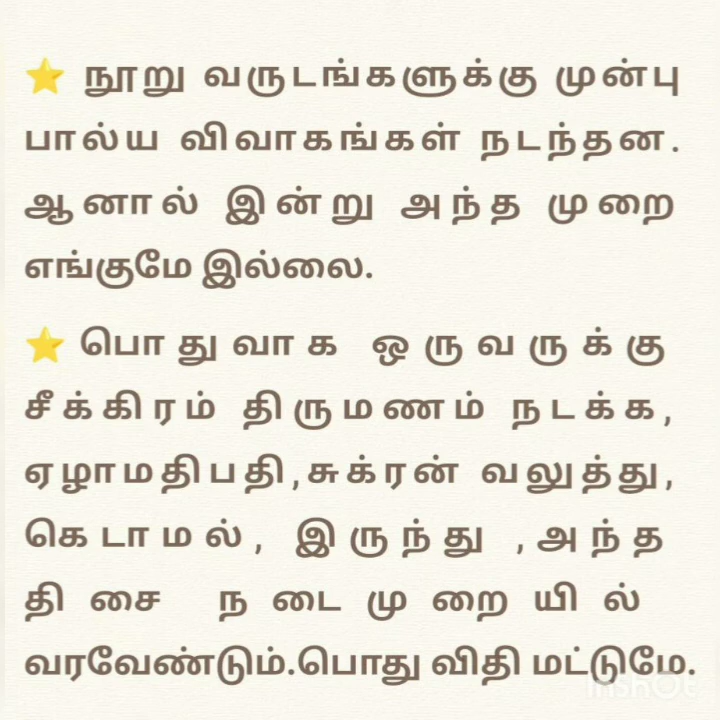 ⭐ நூறு வருடங்களுக்கு முன்பு
பால்ய விவாகங்கள் நடந்தன.
ஆனால் இன்று அந்த முறை
எங்குமே இல்லை.
⭐ பொதுவாக ஒருவருக்கு
சீக்கிரம் திருமணம் நடக்க,
ஏழாமதிபதி,சுக்ரன் வலுத்து,
கெடாமல், இருந்து ,அந்த
திசை நடைமுறையில்
வரவேண்டும்.பொது விதி மட்டுமே.
InShOt